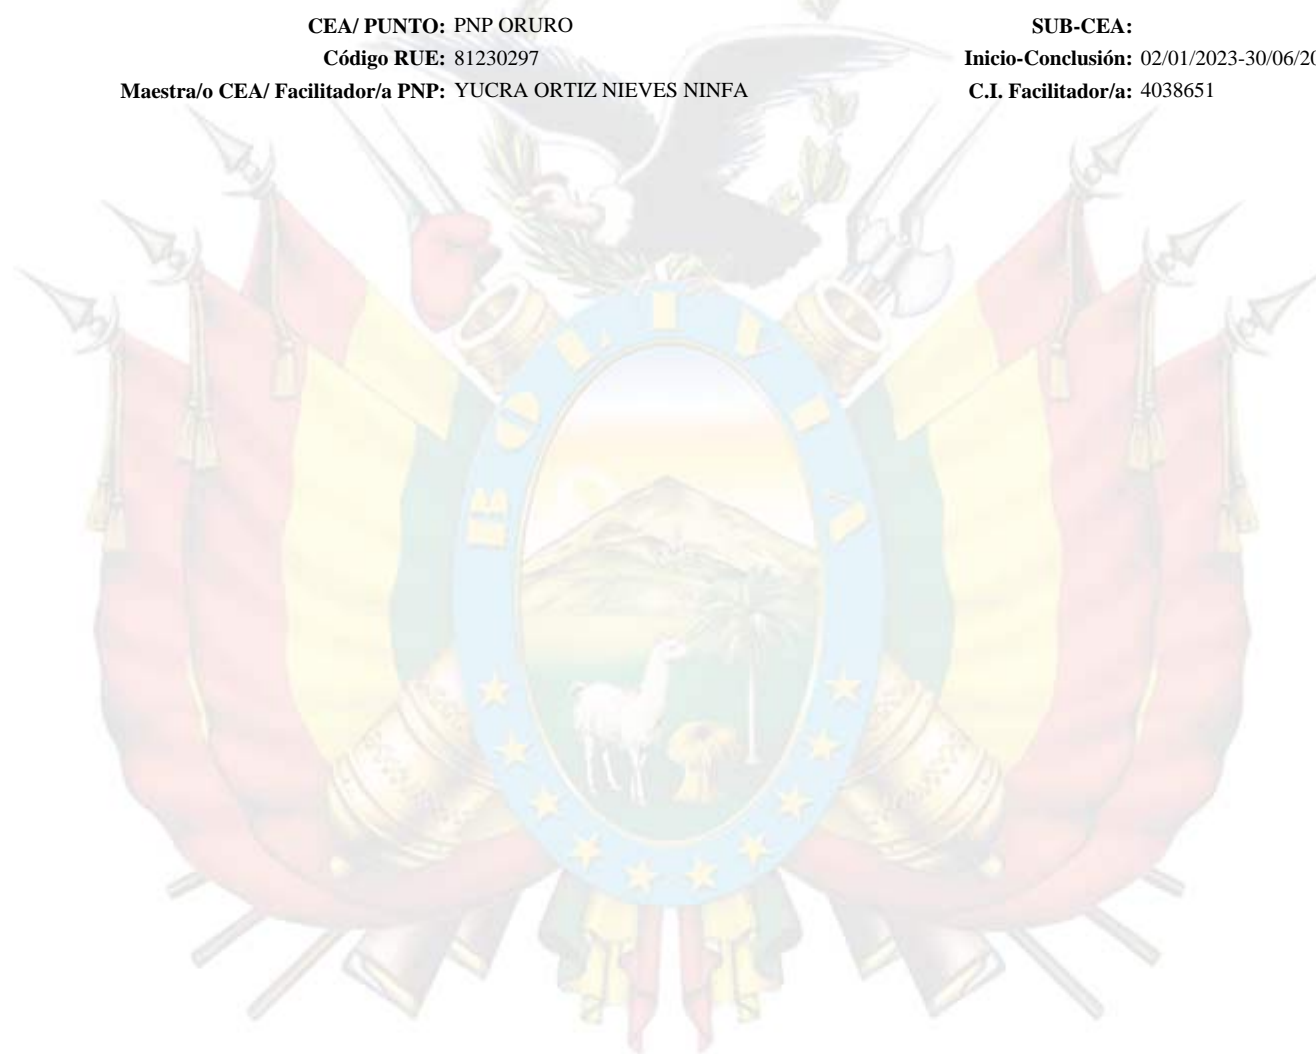 CEA/ PUNTO: PNP ORURO SUB-CEA:
Código RUE: 81230297 Inicio-Conclusión: 02/01/2023-30/06/20
Maestra/o CEA/ Facilitador/a PNP: YUCRA ORTIZ NIEVES NINFA C.I. Facilitador/a: 4038651
BOLIVIA